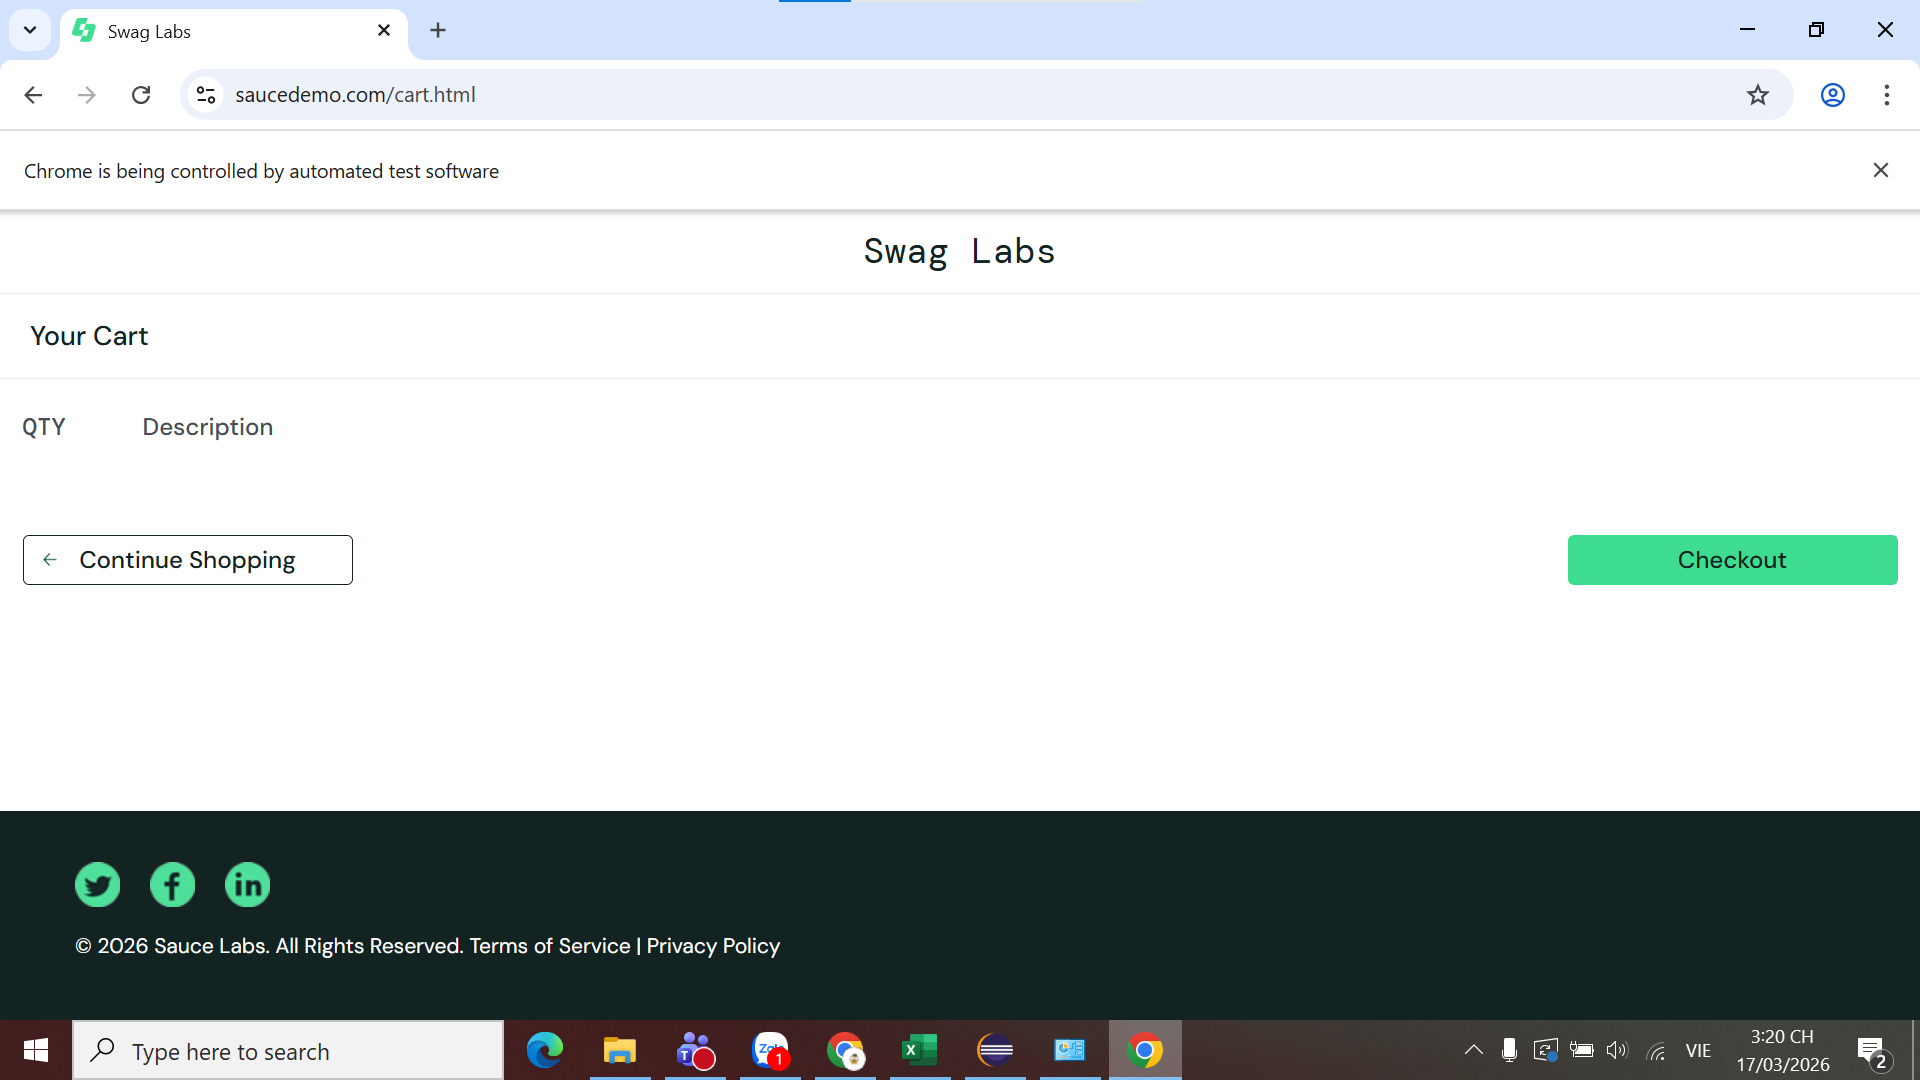 Swag Labs
saucedemo.com/cart.html
Chrome is being controlled by automated test software
Swag Labs
Your Cart
QTY Description
Continue Shopping
Checkout
© 2026 Sauce Labs. All Rights Reserved. Terms of Service | Privacy Policy
Type here to search
1
VIE
3:20 CH
17/03/2026
2